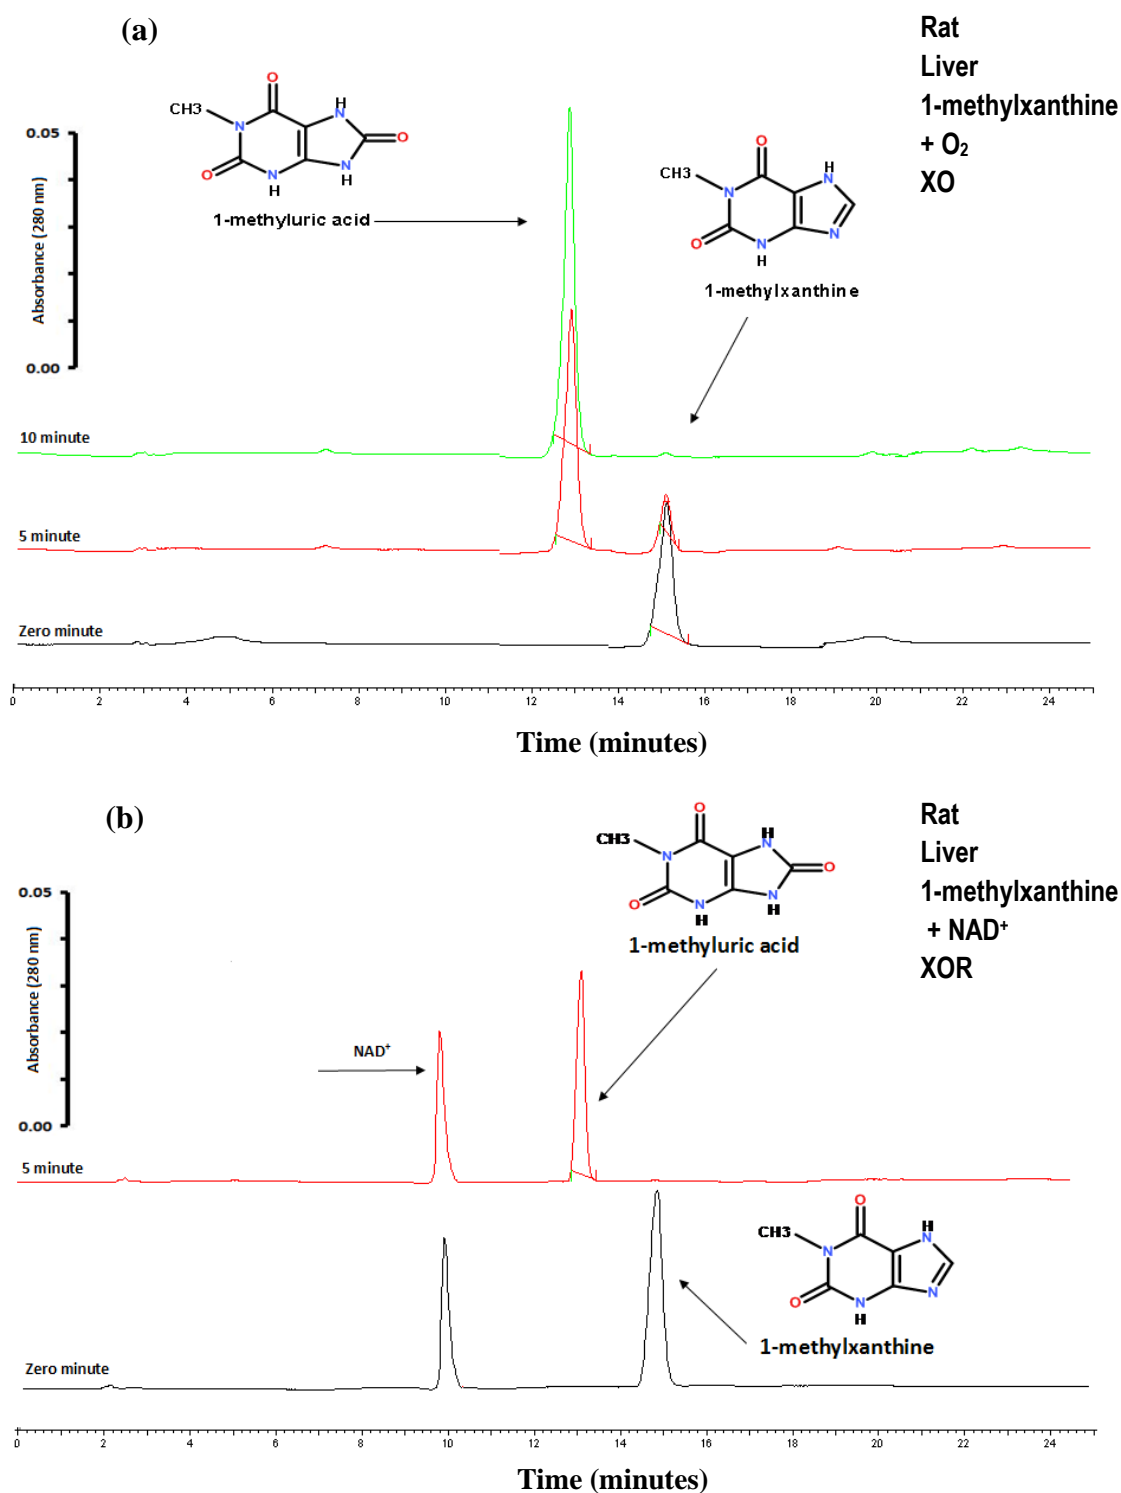 (a)
Rat
Liver
1-methylxanthine
+ O₂
XO
O
CH3
N
H
N
O
O
N
H
N
H
1-methyluric acid
O
CH3
N
H
N
O
N
H
N
1-methylxanthine
0.05
Absorbance (280 nm)
0.00
10 minute
5 minute
Zero minute
0 2 4 6 8 10 12 14 16 18 20 22 24
Time (minutes)
(b)
Rat
Liver
1-methylxanthine
+ NAD⁺
XOR
O
CH3
N
H
N
O
O
N
H
N
H
1-methyluric acid
0.05
Absorbance (280 nm)
0.00
NAD⁺
5 minute
O
CH3
N
H
N
O
N
H
N
1-methylxanthine
Zero minute
0 2 4 6 8 10 12 14 16 18 20 22 24
Time (minutes)